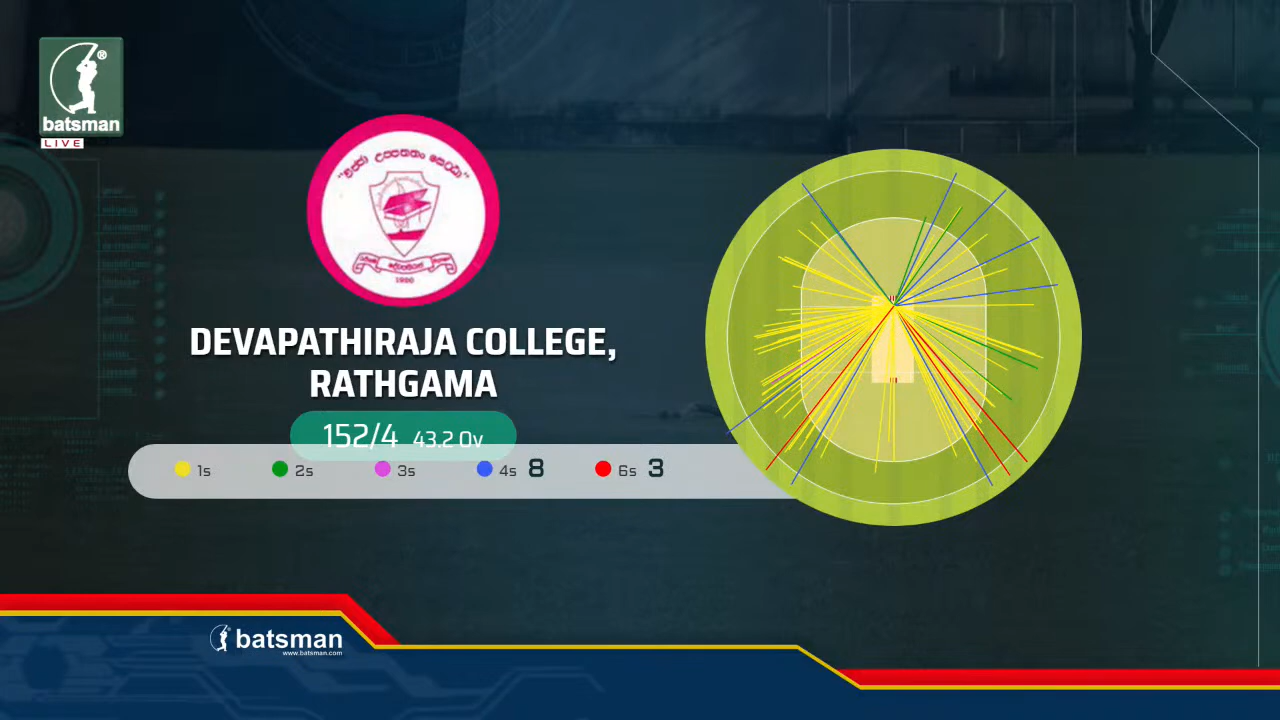 ®
batsman
LIVE
DEVAPATHIRAJA COLLEGE,
RATHGAMA
152/4 43.2 Ov
1s 2s 3s 4s 8 6s 3
1900
batsman
www.batsman.com